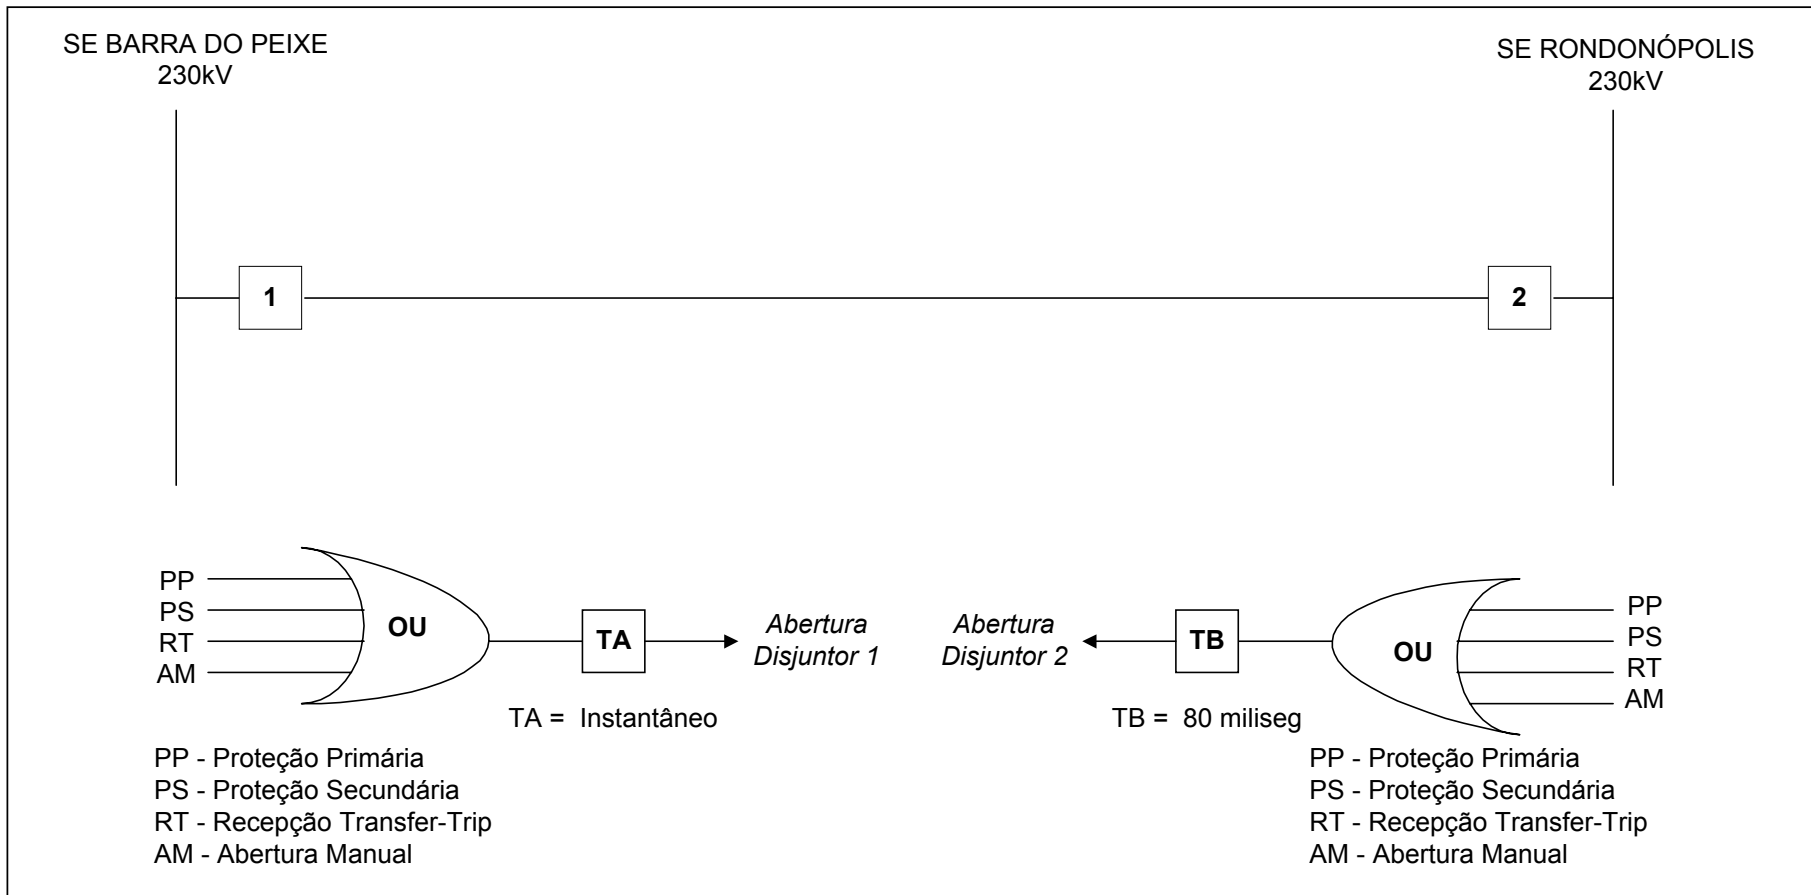 SE BARRA DO PEIXE
230kV
SE RONDONÓPOLIS
230kV
1
2
PP
PS
RT
AM
OU
TA
Abertura
Disjuntor 1
TA = Instantâneo
Abertura
Disjuntor 2
TB
OU
PP
PS
RT
AM
TB = 80 miliseg
PP - Proteção Primária
PS - Proteção Secundária
RT - Recepção Transfer-Trip
AM - Abertura Manual
PP - Proteção Primária
PS - Proteção Secundária
RT - Recepção Transfer-Trip
AM - Abertura Manual